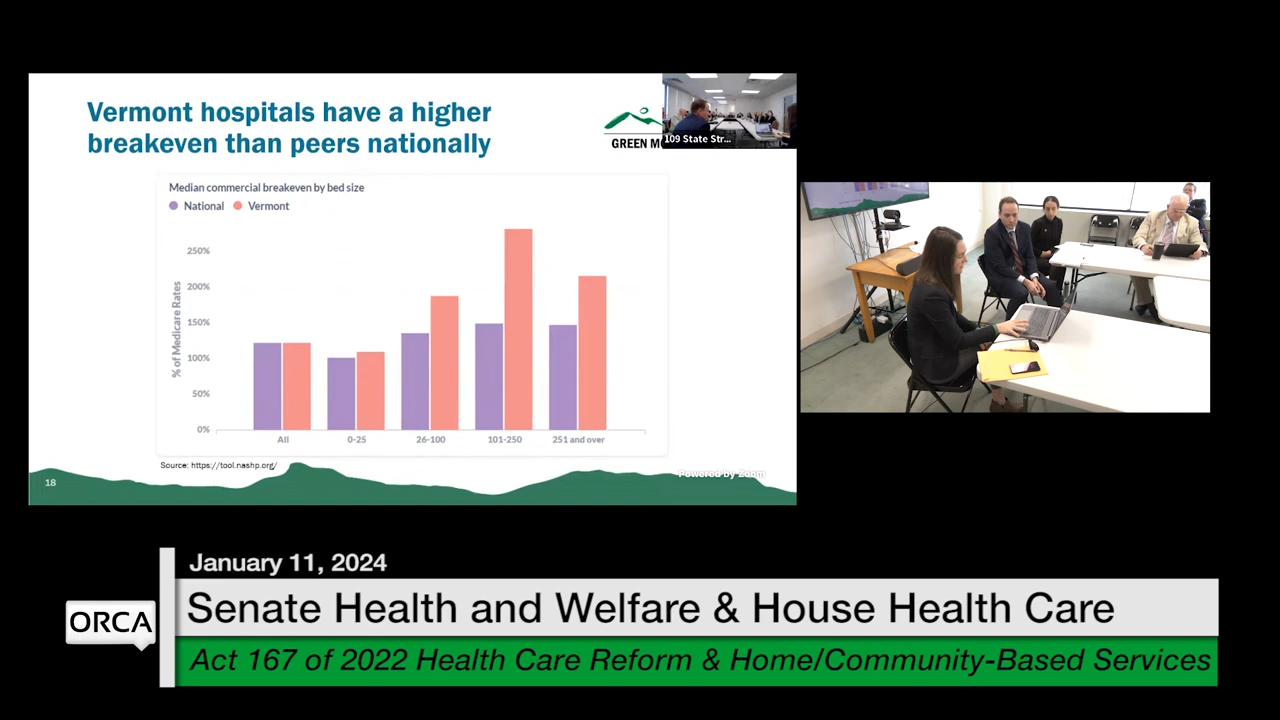 Vermont hospitals have a higher
breakeven than peers nationally
GREEN MO
109 State Str...
Median commercial breakeven by bed size
National Vermont
% of Medicare Rates
250%
200%
150%
100%
50%
0%
All 0-25 26-100 101-250 251 and over
Source: https://tool.nashp.org/
Powered by Zoom
18
January 11, 2024
ORCA
Senate Health and Welfare & House Health Care
Act 167 of 2022 Health Care Reform & Home/Community-Based Services